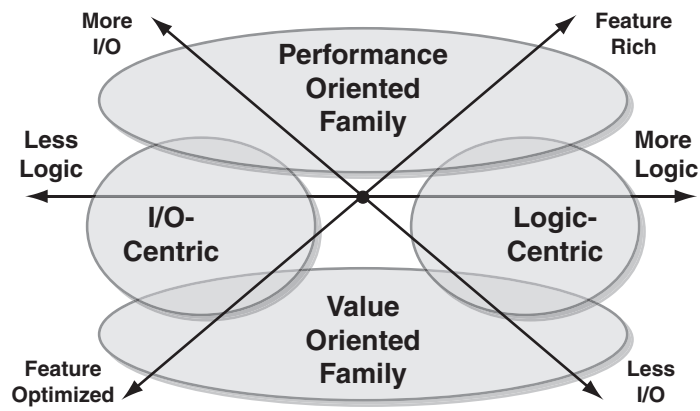 More
I/O
Feature
Rich
Performance
Oriented
Family
Less
Logic
More
Logic
I/O-
Centric
Logic-
Centric
Value
Oriented
Family
Feature
Optimized
Less
I/O